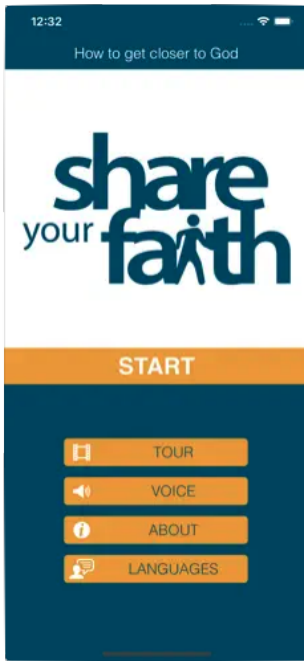 12:32
How to get closer to God
share
your faith
START
TOUR
VOICE
ABOUT
LANGUAGES